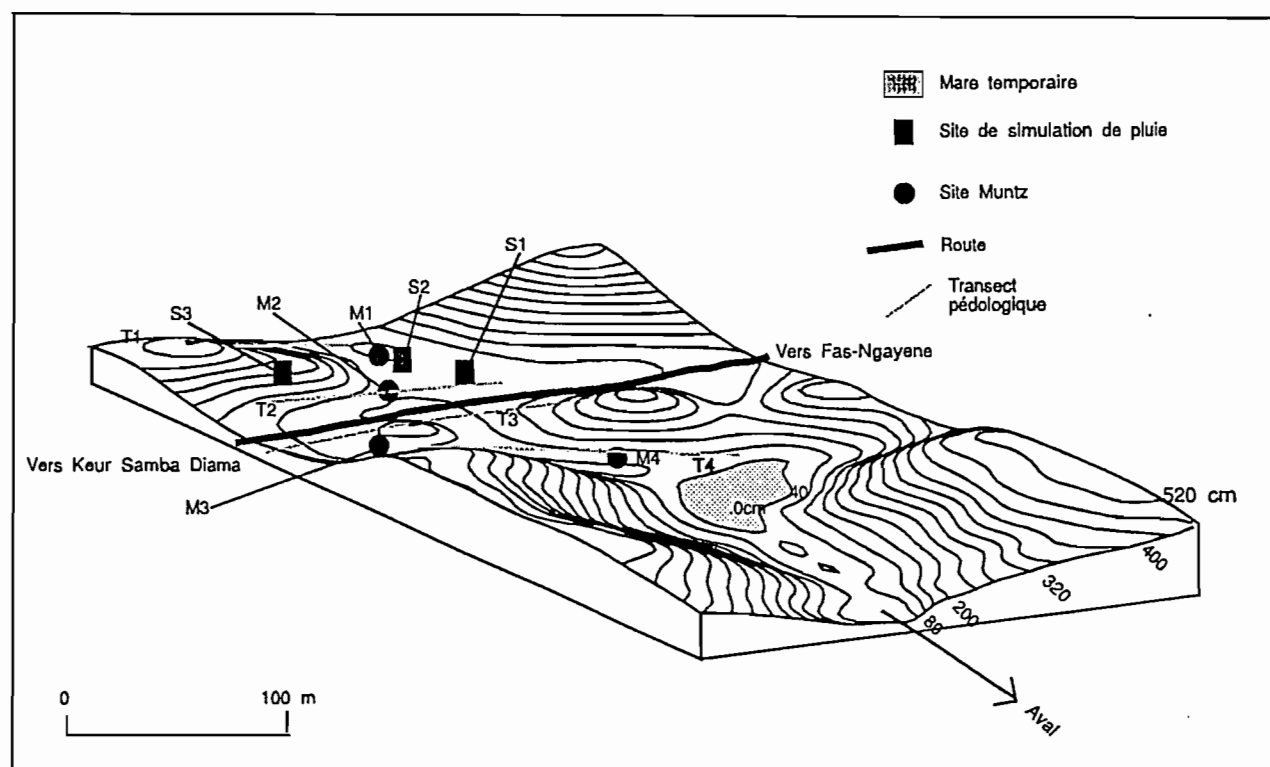 Mare temporaire
Site de simulation de pluie
Site Muntz
Route
Transect
pédologique
S1
S2
M1
M2
S3
T1
Vers Fas-Ngayene
T2
T3
Vers Keur Samba Diama
M4
T4
M3
40
0cm
520 cm
400
320
200
80
Aval
0 100 m